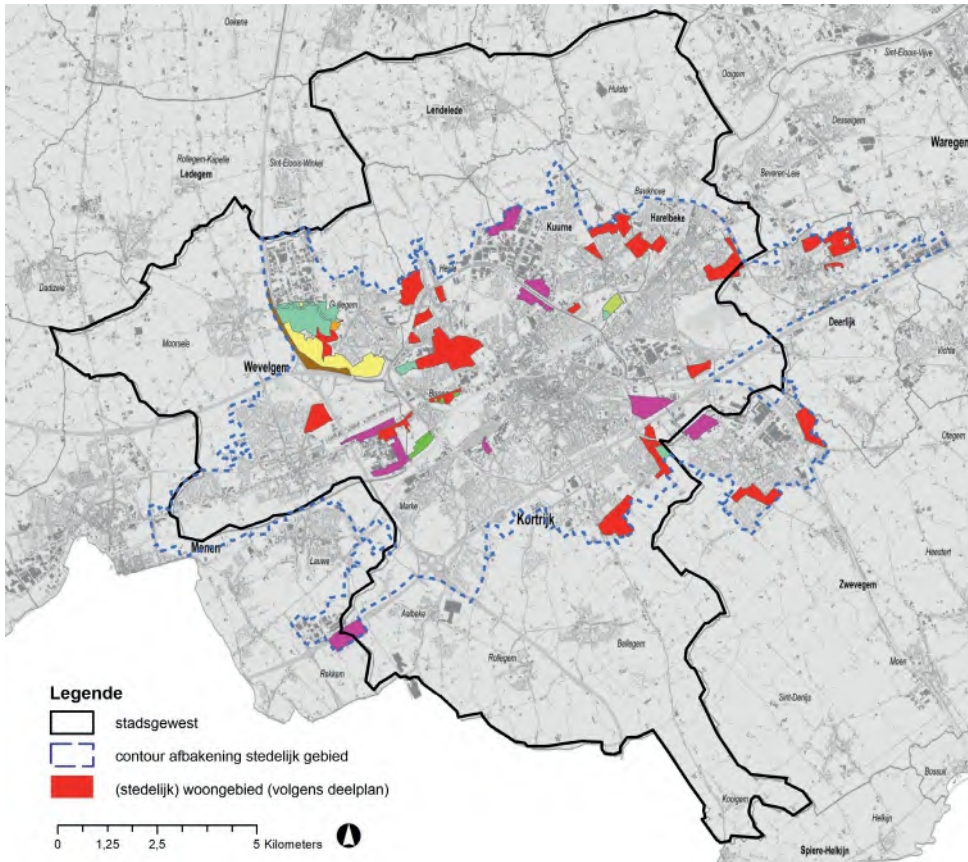 Oekene
Sint-Eloois-Vijve
Ooigem
Hulste
Lendelede
Desselgem
Waregem
Rollegem-Kapelle
Sint-Eloois-Winkel
Ledegem
Beveren-Leie
Bavikhove
Kuurne
Harelbeke
Heule
Dadizele
Gullegem
Deerlijk
Moorsele
Vichte
Wevelgem
Otegem
Marke
Kortrijk
Menen
Heestert
Lauwe
Zwevegem
Aalbeke
Bellegem
Rollegem
Moen
Rekkem
Sint-Denijs
Legende
stadsgewest
contour afbakening stedelijk gebied
Bossuit
(stedelijk) woongebied (volgens deelplan)
Kooigem
Helkijn
0 1,25 2,5 5 Kilometers
Spiere-Helkijn